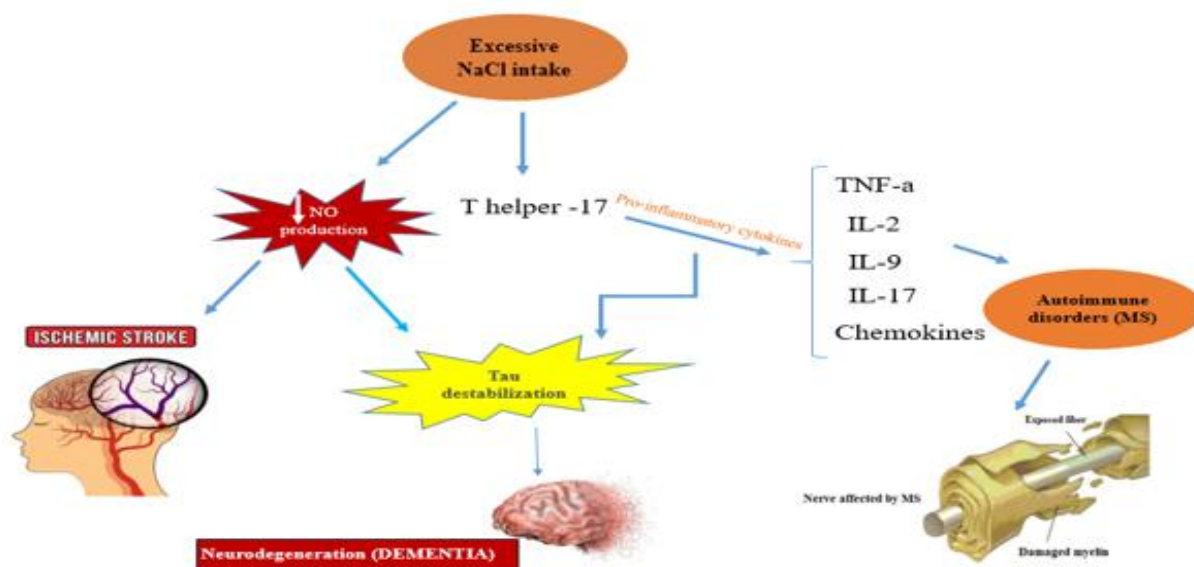 Excessive
NaCl intake
↓ NO
production
T helper -17
Pro-inflammatory cytokines
TNF-a
IL-2
IL-9
IL-17
Chemokines
Autoimmune
disorders (MS)
ISCHEMIC STROKE
Tau
destabilization
Exposed fiber
Nerve affected by MS
Damaged myelin
Neurodegeneration (DEMENTIA)